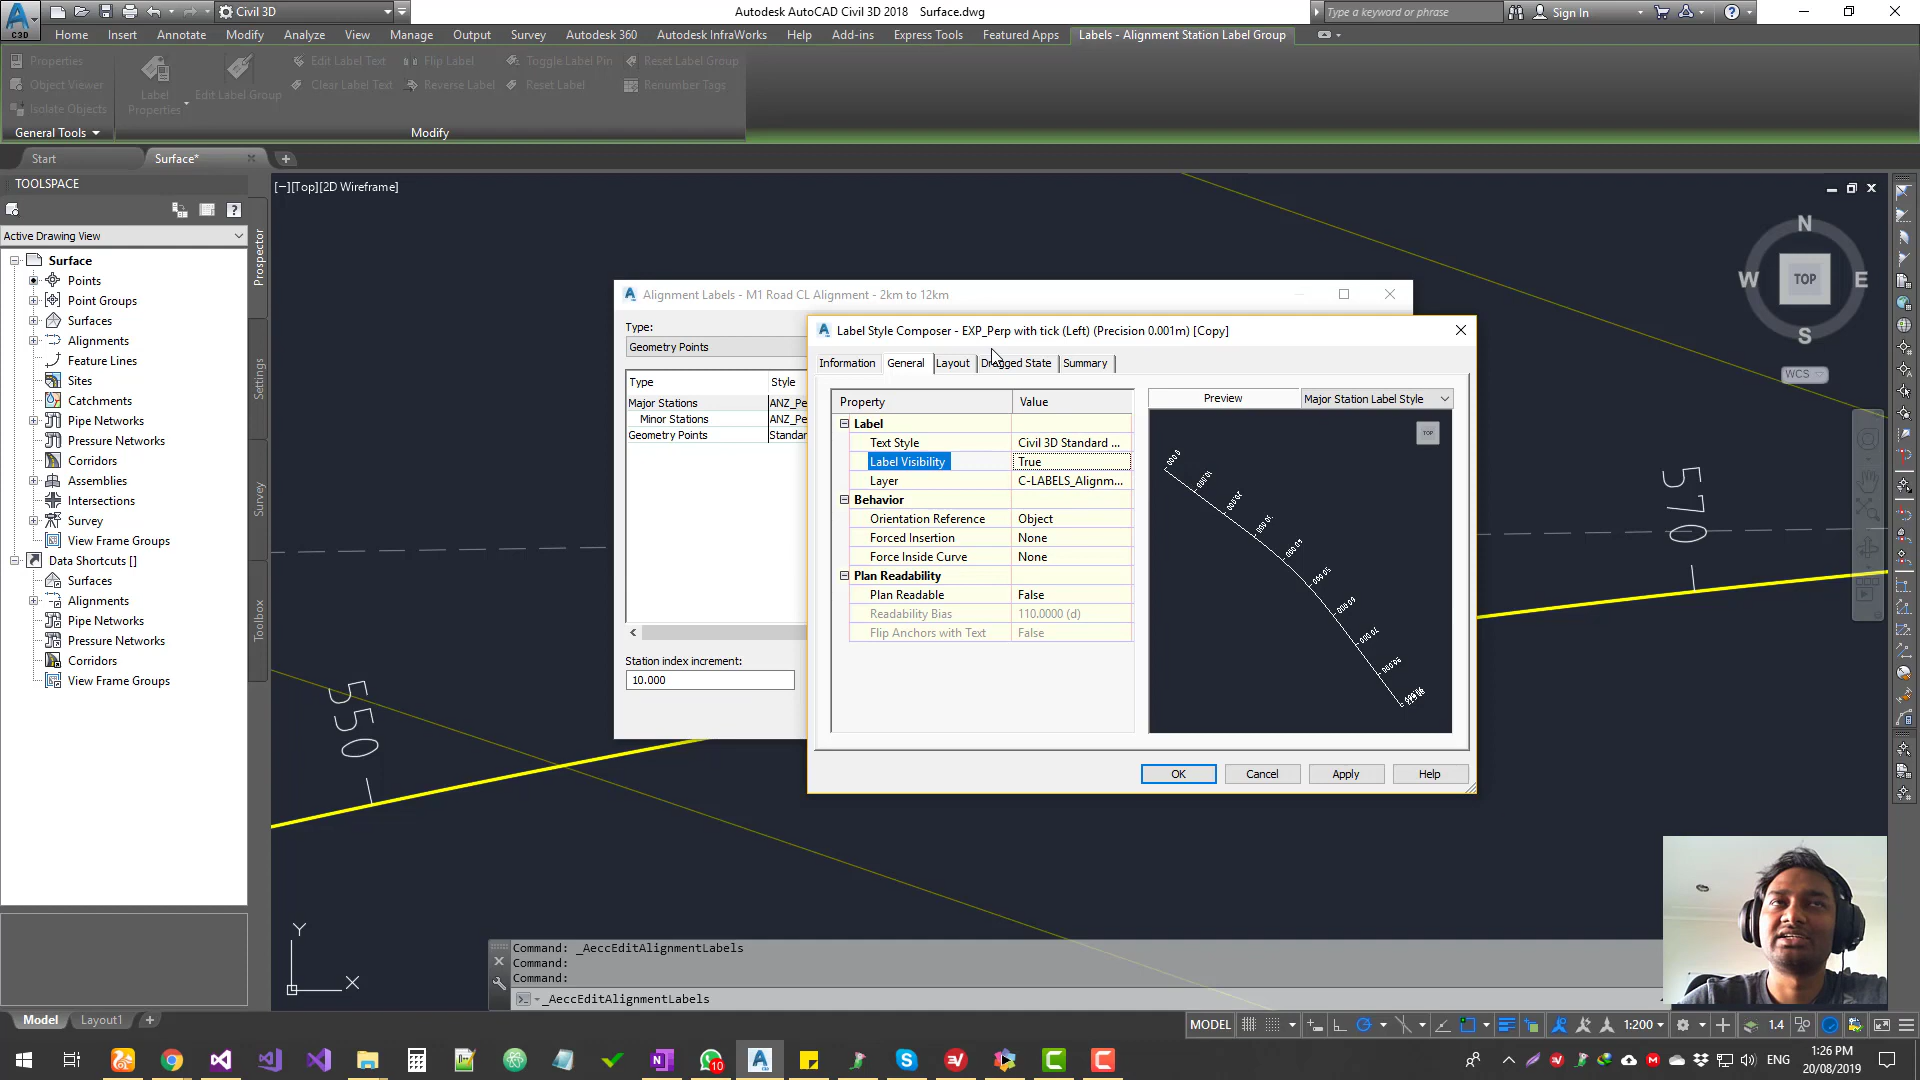 Civil 3D
Autodesk AutoCAD Civil 3D 2018 Surface.dwg
Type a keyword or phrase
Sign In
C3D
Home Insert Annotate Modify Analyze View Manage Output Survey Autodesk 360 Autodesk InfraWorks Help Add-ins Express Tools Featured Apps Labels - Alignment Station Label Group
Properties
Object Viewer
Isolate Objects
General Tools
Label Properties
Edit Label Group
Edit Label Text
Clear Label Text
Flip Label
Reverse Label
Toggle Label Pin
Reset Label
Reset Label Group
Renumber Tags
Modify
Start
Surface*
TOOLSPACE
Active Drawing View
Surface
Points
Point Groups
Surfaces
Alignments
Feature Lines
Sites
Catchments
Pipe Networks
Pressure Networks
Corridors
Assemblies
Intersections
Survey
View Frame Groups
Data Shortcuts []
Surfaces
Alignments
Pipe Networks
Pressure Networks
Corridors
View Frame Groups
Prospector
Settings
Survey
Toolbox
[−][Top][2D Wireframe]
N
W TOP E
S
WCS
550
570
Alignment Labels - M1 Road CL Alignment - 2km to 12km
Type:
Geometry Points
Type Style
Major Stations ANZ_Pe
Minor Stations ANZ_Pe
Geometry Points Standar
Station index increment:
10.000
Label Style Composer - EXP_Perp with tick (Left) (Precision 0.001m) [Copy]
Information General Layout Dragged State Summary
Property Value
Label
Text Style Civil 3D Standard ...
Label Visibility True
Layer C-LABELS_Alignm...
Behavior
Orientation Reference Object
Forced Insertion None
Force Inside Curve None
Plan Readability
Plan Readable False
Readability Bias 110.0000 (d)
Flip Anchors with Text False
Preview
Major Station Label Style
TOP
OK Cancel Apply Help
Y
X
Command: _AeccEditAlignmentLabels
Command:
Command:
_AeccEditAlignmentLabels
Model Layout1
MODEL
1:200
1.4
10
ENG
1:26 PM
20/08/2019